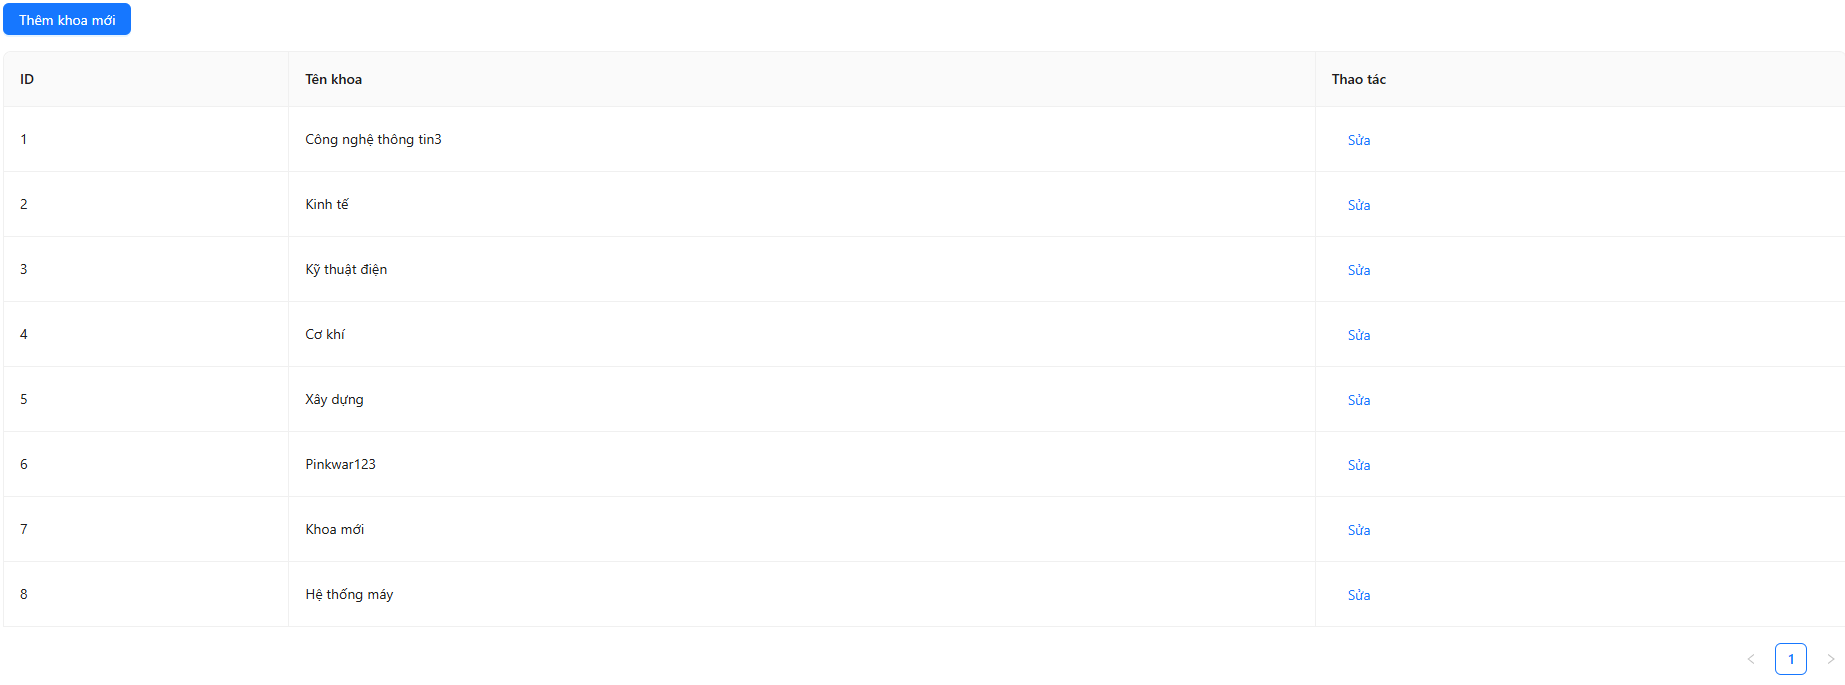 Thêm khoa mới
ID Tên khoa Thao tác
1 Công nghệ thông tin3 Sửa
2 Kinh tế Sửa
3 Kỹ thuật điện Sửa
4 Cơ khí Sửa
5 Xây dựng Sửa
6 Pinkwar123 Sửa
7 Khoa mới Sửa
8 Hệ thống máy Sửa
< 1 >